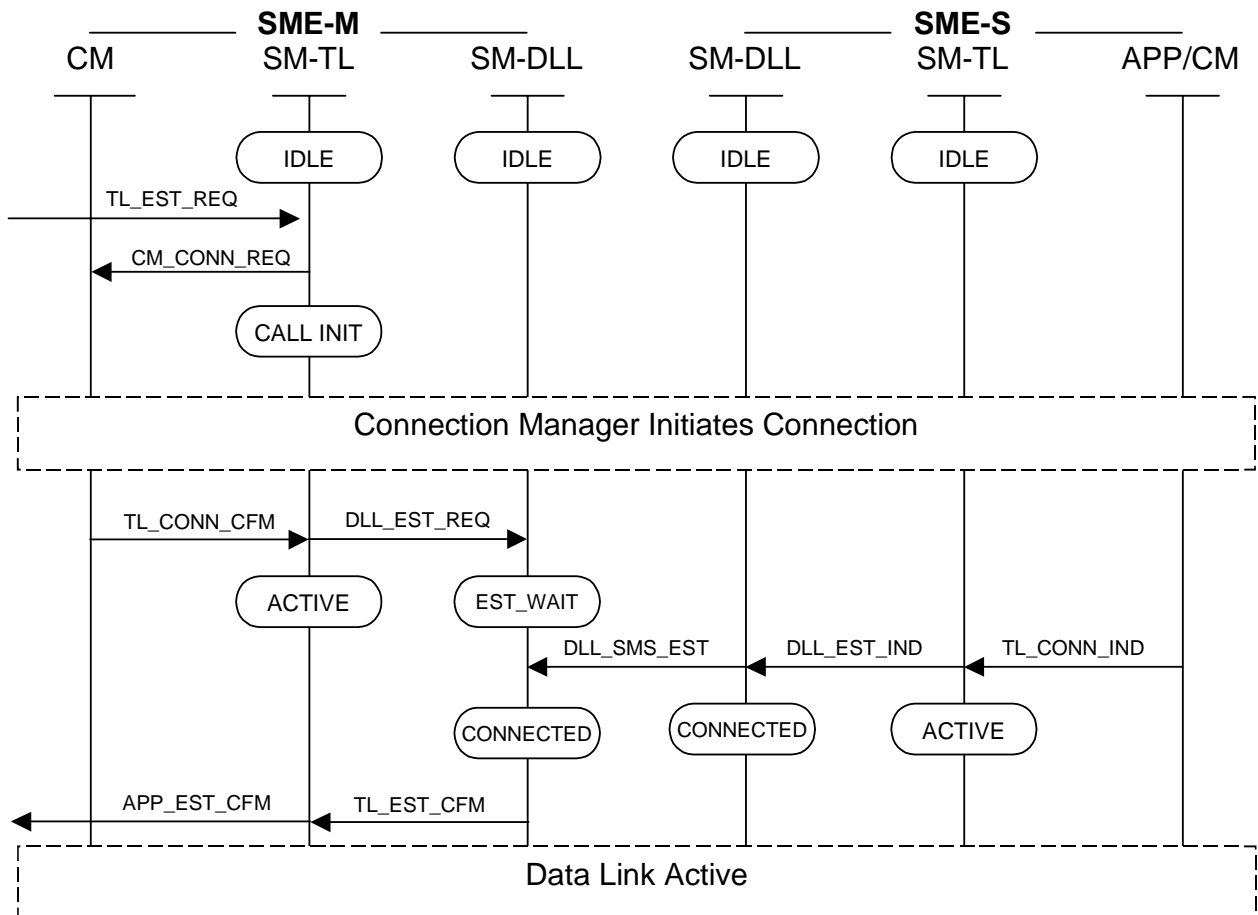 SME-M SME-S
CM SM-TL SM-DLL SM-DLL SM-TL APP/CM
IDLE IDLE IDLE IDLE
TL_EST_REQ
CM_CONN_REQ
CALL INIT
Connection Manager Initiates Connection
TL_CONN_CFM DLL_EST_REQ
ACTIVE EST_WAIT
DLL_SMS_EST DLL_EST_IND TL_CONN_IND
CONNECTED CONNECTED ACTIVE
APP_EST_CFM TL_EST_CFM
Data Link Active